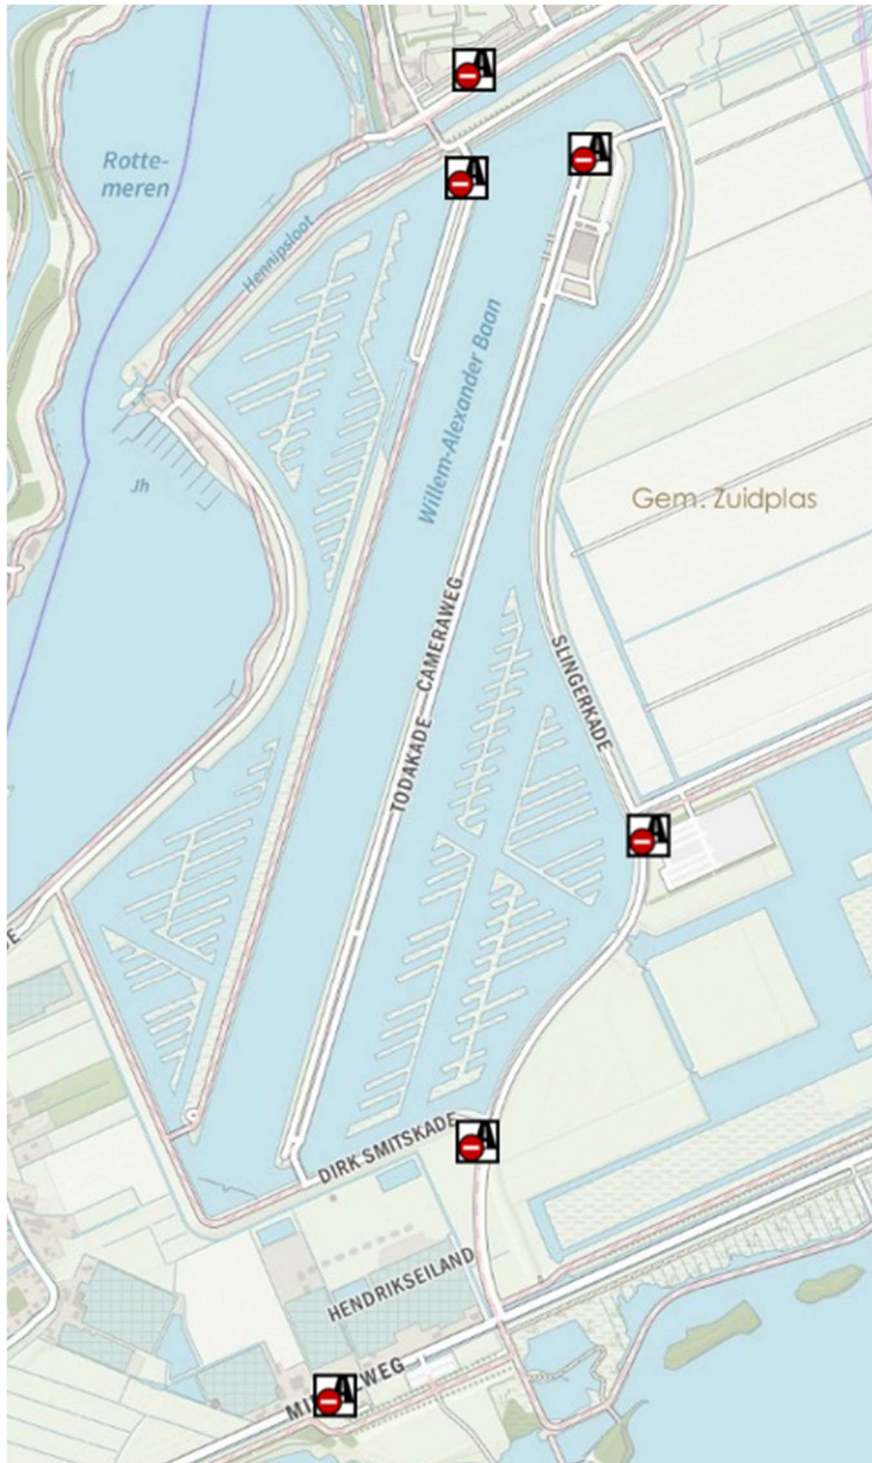 A
A
A
Rotte-
meren
Hennipsloot
Willem-Alexander Baan
Jh
Gem. Zuidplas
TODAKADE
CAMERAWEG
SLINGERKADE
A
DIRK SMITSKADE
A
HENDRIKSEILAND
A